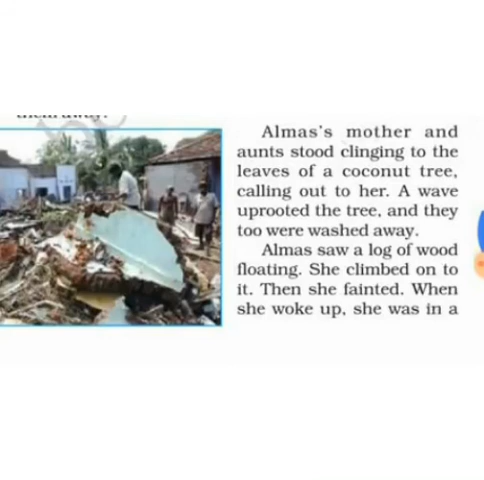 Almas's mother and
aunts stood clinging to the
leaves of a coconut tree,
calling out to her. A wave
uprooted the tree, and they
too were washed away.
Almas saw a log of wood
floating. She climbed on to
it. Then she fainted. When
she woke up, she was in a